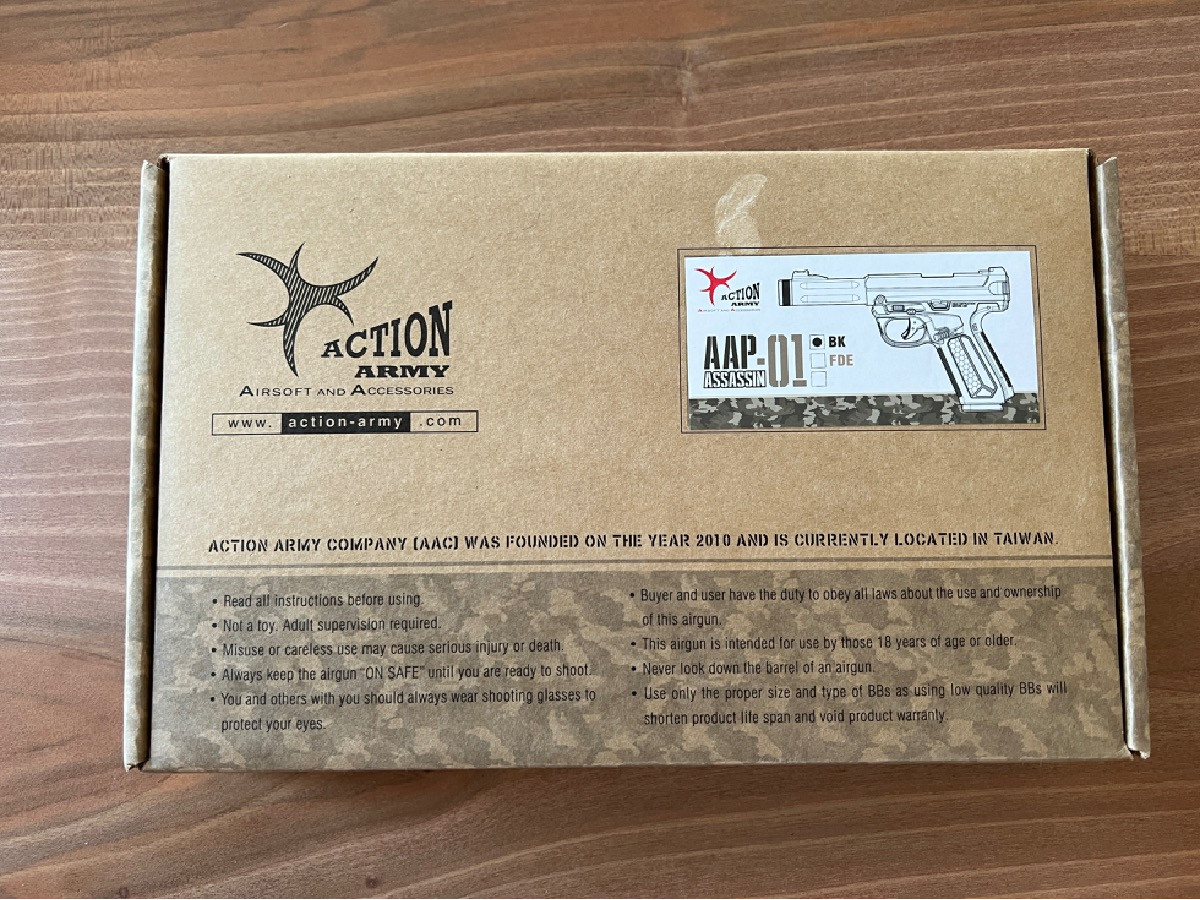 ACTION
ARMY
AIRSOFT AND ACCESSORIES
www. action-army .com
ACTION
ARMY
AIRSOFT AND ACCESSORIES
AAP-01
ASSASSIN
BK
FDE
ACTION ARMY COMPANY (AAC) WAS FOUNDED ON THE YEAR 2010 AND IS CURRENTLY LOCATED IN TAIWAN.
• Read all instructions before using.
• Not a toy. Adult supervision required.
• Misuse or careless use may cause serious injury or death.
• Always keep the airgun "ON SAFE" until you are ready to shoot.
• You and others with you should always wear shooting glasses to
protect your eyes.
• Buyer and user have the duty to obey all laws about the use and ownership
of this airgun.
• This airgun is intended for use by those 18 years of age or older.
• Never look down the barrel of an airgun.
• Use only the proper size and type of BBs as using low quality BBs will
shorten product life span and void product warranty.